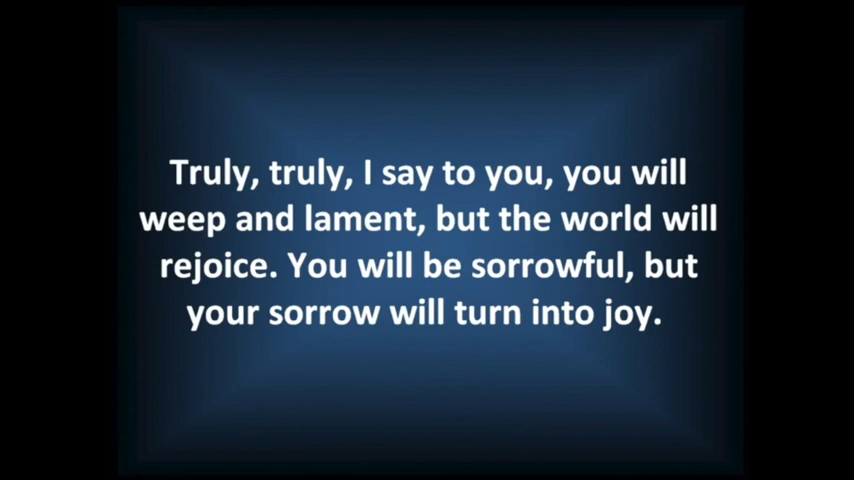 Truly, truly, I say to you, you will
weep and lament, but the world will
rejoice. You will be sorrowful, but
your sorrow will turn into joy.